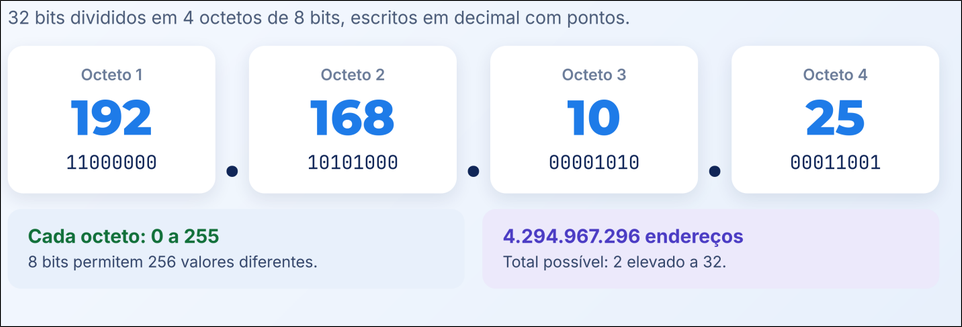 32 bits divididos em 4 octetos de 8 bits, escritos em decimal com pontos.
Octeto 1
192
11000000
.
Octeto 2
168
10101000
.
Octeto 3
10
00001010
.
Octeto 4
25
00011001
Cada octeto: 0 a 255
8 bits permitem 256 valores diferentes.
4.294.967.296 endereços
Total possível: 2 elevado a 32.